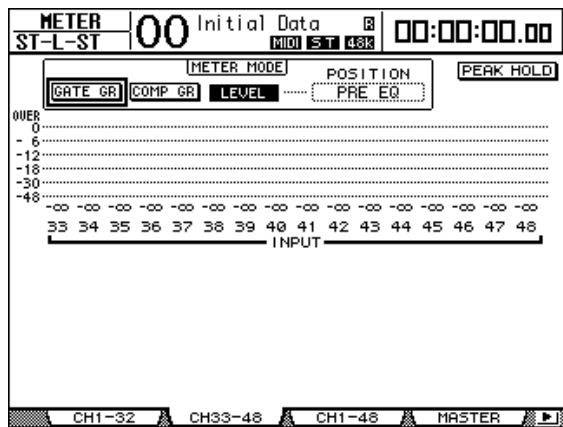 METER
ST-L-ST
00 Initial Data R
MIDI S T 48k
00:00:00.00
METER MODE
POSITION
PEAK HOLD
GATE GR COMP GR LEVEL PRE EQ
OVER
0
- 6
-12
-18
-30
-48
-∞ -∞ -∞ -∞ -∞ -∞ -∞ -∞ -∞ -∞ -∞ -∞ -∞ -∞ -∞ -∞
33 34 35 36 37 38 39 40 41 42 43 44 45 46 47 48
INPUT
CH1-32 CH33-48 CH1-48 MASTER